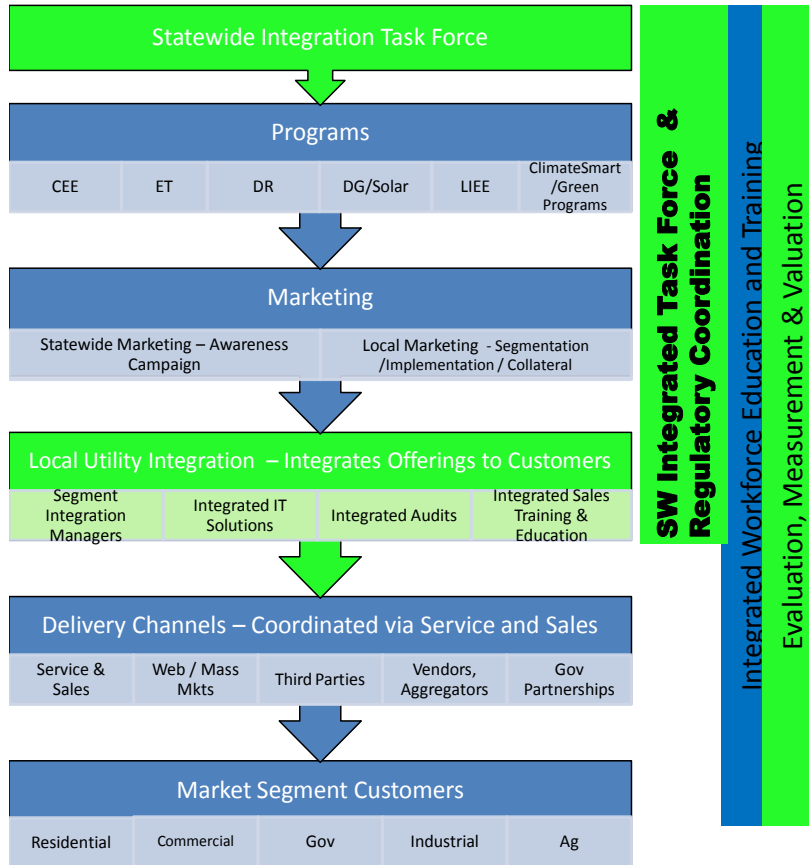 Statewide Integration Task Force
Programs
CEE
ET
DR
DG/Solar
LIEE
ClimateSmart
/Green
Programs
Marketing
Statewide Marketing – Awareness
Campaign
Local Marketing - Segmentation
/Implementation / Collateral
Local Utility Integration – Integrates Offerings to Customers
Segment
Integration
Managers
Integrated IT
Solutions
Integrated Audits
Integrated Sales
Training &
Education
Delivery Channels – Coordinated via Service and Sales
Service &
Sales
Web / Mass
Mkts
Third Parties
Vendors,
Aggregators
Gov
Partnerships
Market Segment Customers
Residential
Commercial
Gov
Industrial
Ag
SW Integrated Task Force &
Regulatory Coordination
Integrated Workforce Education and Training
Evaluation, Measurement & Valuation